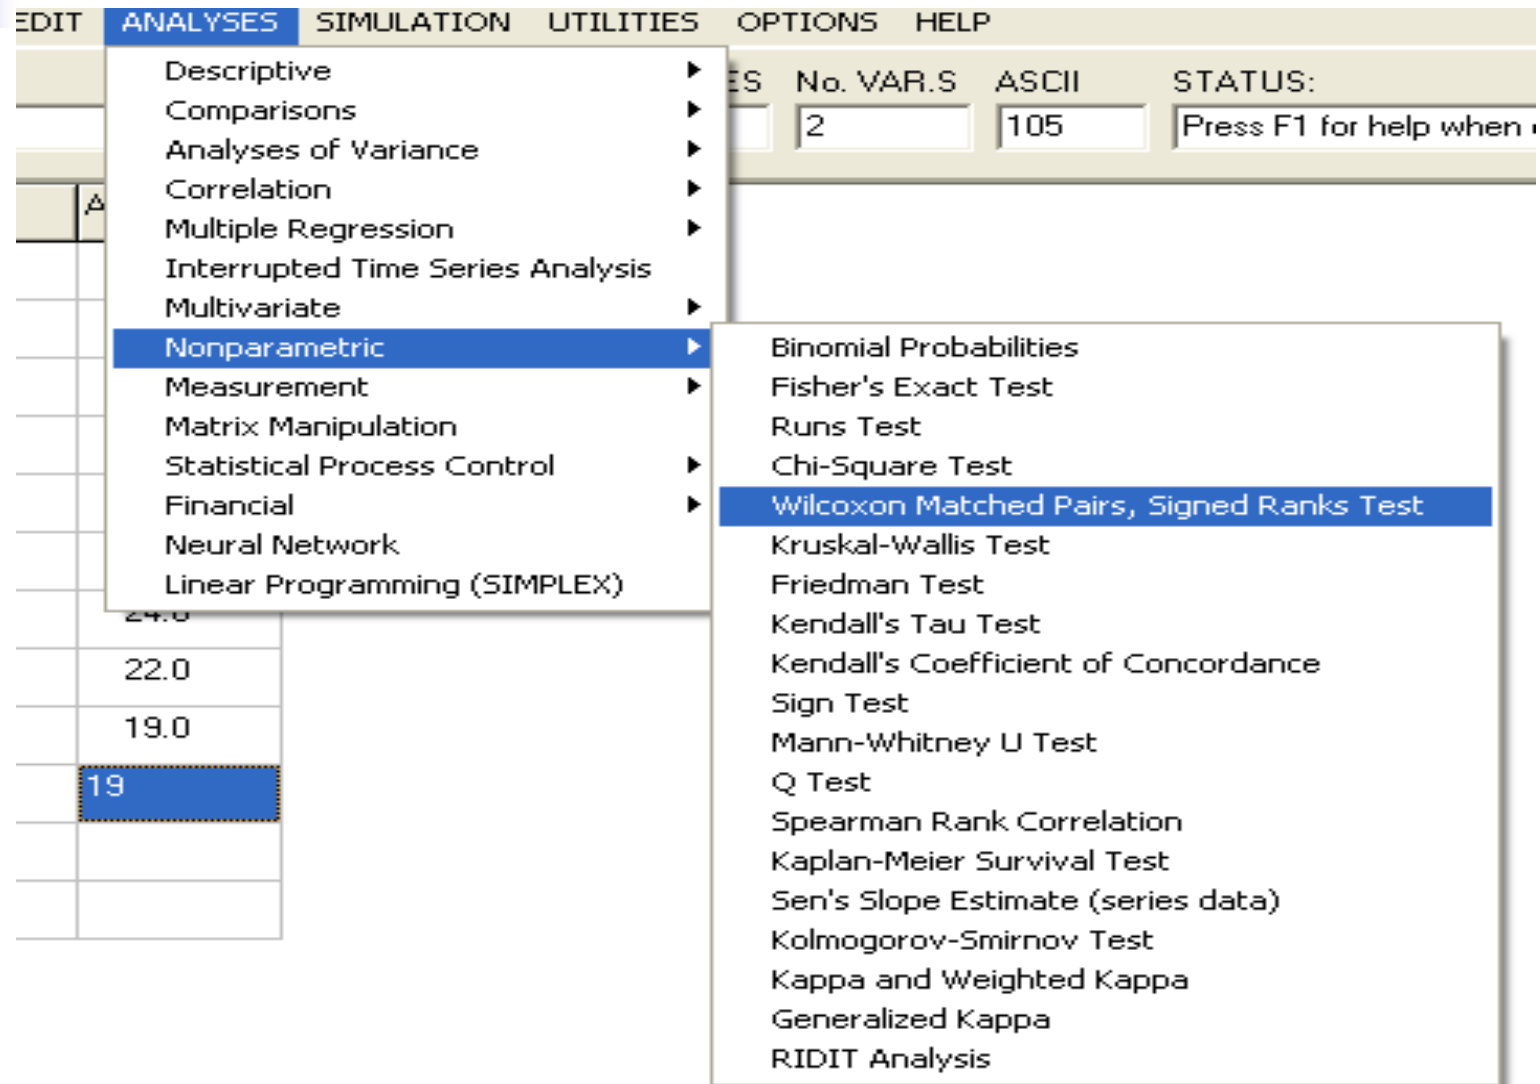 EDIT ANALYSES SIMULATION UTILITIES OPTIONS HELP
Descriptive
ES No. VAR.S ASCII STATUS:
Comparisons
2 105 Press F1 for help when
Analyses of Variance
Correlation
A
Multiple Regression
Interrupted Time Series Analysis
Multivariate
Nonparametric
Measurement
Matrix Manipulation
Statistical Process Control
Financial
Neural Network
Linear Programming (SIMPLEX)
Binomial Probabilities
Fisher's Exact Test
Runs Test
Chi-Square Test
Wilcoxon Matched Pairs, Signed Ranks Test
Kruskal-Wallis Test
Friedman Test
Kendall's Tau Test
Kendall's Coefficient of Concordance
Sign Test
Mann-Whitney U Test
Q Test
Spearman Rank Correlation
Kaplan-Meier Survival Test
Sen's Slope Estimate (series data)
Kolmogorov-Smirnov Test
Kappa and Weighted Kappa
Generalized Kappa
RIDIT Analysis
24.0
22.0
19.0
19